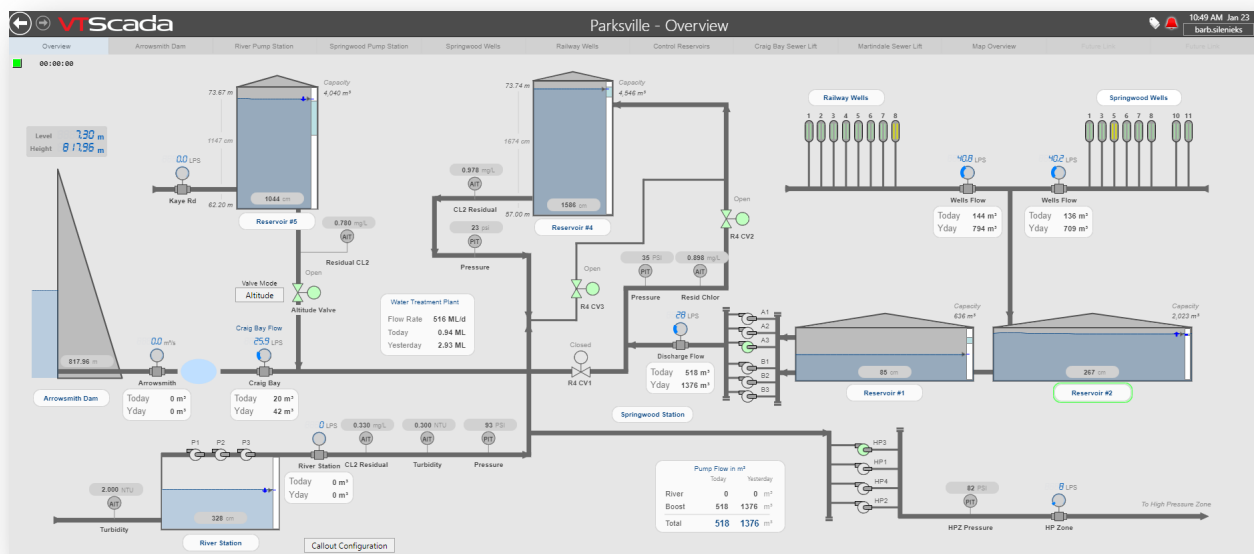 VTScada
Parksville - Overview
10:49 AM Jan 23
barb.silenieks
Overview
Arrowsmith Dam
River Pump Station
Springwood Pump Station
Springwood Wells
Railway Wells
Control Reservoirs
Craig Bay Sewer Lift
Martindale Sewer Lift
Map Overview
Future Link
Future Link
00:00:00
Level 7.30 m
Height 817.96 m
73.67 m
Capacity
4,040 m³
1147 cm
62.20 m
1044 cm
Reservoir #5
0.0 LPS
Kaye Rd
0.780 mg/L
AIT
Residual CL2
Open
Valve Mode
Altitude
Altitude Valve
Craig Bay Flow
25.9 LPS
Craig Bay
Today 20 m³
Yday 42 m³
817.96 m
Arrowsmith Dam
0.0 m³/s
Arrowsmith
Today 0 m³
Yday 0 m³
73.74 m
Capacity
4,546 m³
1674 cm
57.00 m
1586 cm
Reservoir #4
0.978 mg/L
AIT
CL2 Residual
23 psi
PIT
Pressure
Open
R4 CV2
Open
R4 CV3
35 PSI
PIT
Pressure
0.898 mg/L
AIT
Resid Chlor
Water Treatment Plant
Flow Rate 516 ML/d
Today 0.94 ML
Yesterday 2.93 ML
Closed
R4 CV1
28 LPS
Discharge Flow
Today 518 m³
Yday 1376 m³
A1
A2
A3
B1
B2
B3
Springwood Station
Railway Wells
1 2 3 4 5 6 7 8
Springwood Wells
1 3 5 6 7 8 10 11
40.8 LPS
Wells Flow
Today 144 m³
Yday 794 m³
40.2 LPS
Wells Flow
Today 136 m³
Yday 709 m³
Capacity
636 m³
85 cm
Reservoir #1
Capacity
2,023 m³
267 cm
Reservoir #2
P1 P2 P3
0 LPS
River Station
Today 0 m³
Yday 0 m³
0.330 mg/L
AIT
CL2 Residual
0.300 NTU
AIT
Turbidity
93 PSI
PIT
Pressure
2.000 NTU
AIT
Turbidity
328 cm
River Station
Callout Configuration
Pump Flow in m³
Today Yesterday
River 0 0 m³
Boost 518 1376 m³
Total 518 1376 m³
HP3
HP1
HP4
HP2
82 PSI
PIT
HPZ Pressure
8 LPS
HP Zone
To High Pressure Zone